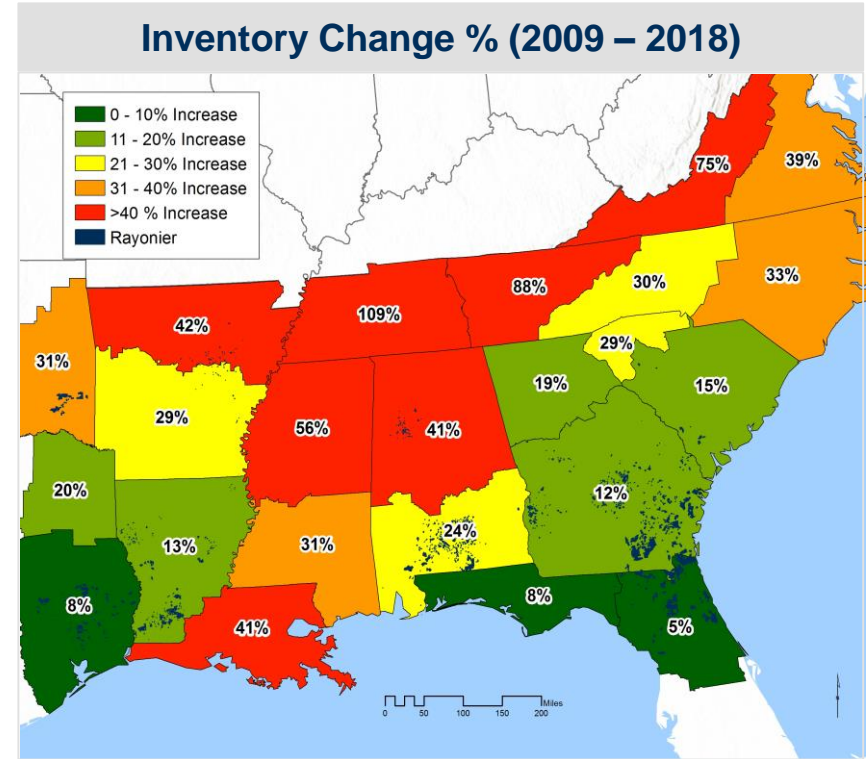 Inventory Change % (2009 – 2018)
0 - 10% Increase
11 - 20% Increase
21 - 30% Increase
31 - 40% Increase
>40 % Increase
Rayonier
75%
39%
88%
30%
33%
109%
42%
31%
29%
29%
19%
15%
56%
41%
20%
12%
24%
13%
31%
8%
8%
5%
41%
Miles
0 50 100 150 200